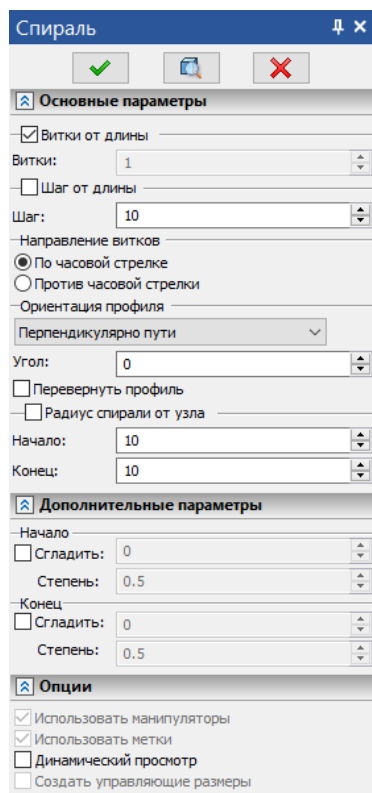 Спираль
Основные параметры
Витки от длины
Витки: 1
Шаг от длины
Шаг: 10
Направление витков
По часовой стрелке
Против часовой стрелки
Ориентация профиля
Перпендикулярно пути
Угол: 0
Перевернуть профиль
Радиус спирали от узла
Начало: 10
Конец: 10
Дополнительные параметры
Начало
Сгладить: 0
Степень: 0.5
Конец
Сгладить: 0
Степень: 0.5
Опции
Использовать манипуляторы
Использовать метки
Динамический просмотр
Создать управляющие размеры